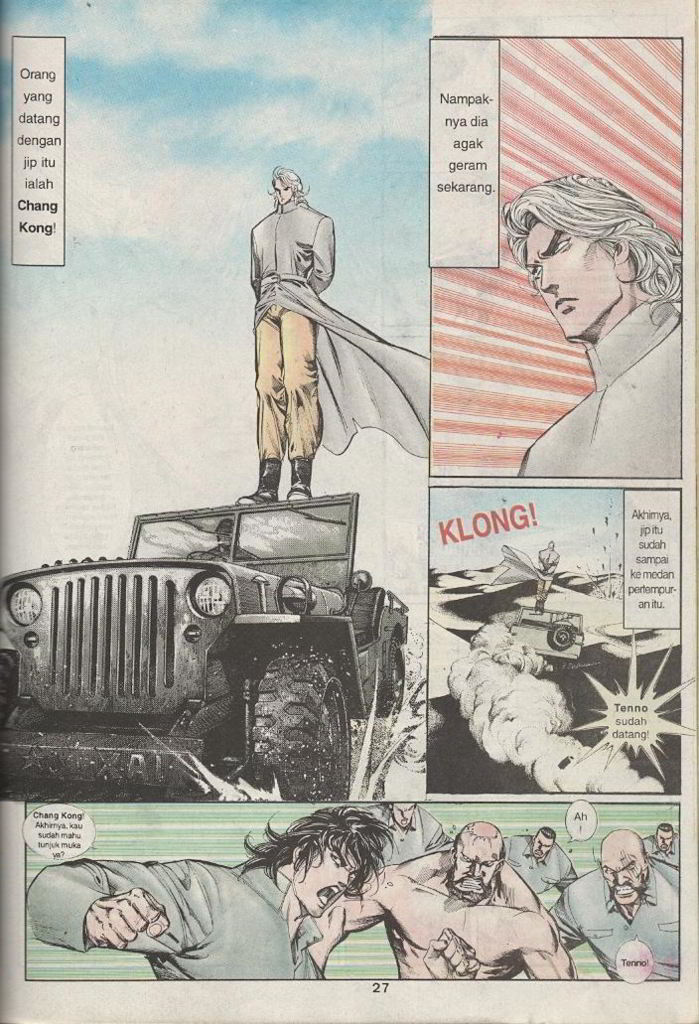 Orang
yang
datang
dengan
jip itu
ialah
Chang
Kong!
Nampak-
nya dia
agak
geram
sekarang.
KLONG!
Akhirnya,
jip itu
sudah
sampai
ke medan
pertempur-
an itu.
Tenno
sudah
datang!
Chang Kong!
Akhirnya, kau
sudah mahu
tunjuk muka
ya?
Ah
Tenno!
27